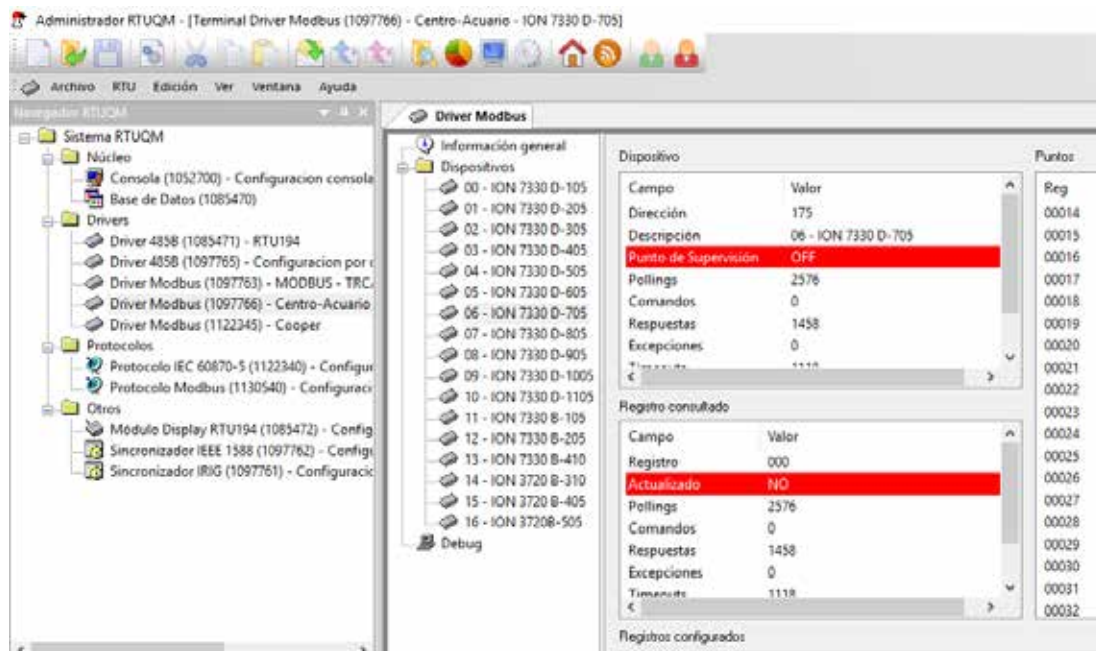 Administrador RTUQM - [Terminal Driver Modbus (1097766) - Centro-Acuario - ION 7330 D-705]
Archivo RTU Edición Ver Ventana Ayuda
Navegador RTUQM
Sistema RTUQM
Núcleo
Consola (1052700) - Configuracion consola
Base de Datos (1085470)
Drivers
Driver 485B (1085471) - RTU194
Driver 485B (1097765) - Configuracion por
Driver Modbus (1097763) - MODBUS - TRC
Driver Modbus (1097766) - Centro-Acuario
Driver Modbus (1122345) - Cooper
Protocolos
Protocolo IEC 60870-5 (1122340) - Configur
Protocolo Modbus (1130540) - Configuraci
Otros
Módulo Display RTU194 (1085472) - Config
Sincronizador IEEE 1588 (1097762) - Config
Sincronizador IRIG (1097761) - Configuracic
Driver Modbus
Información general
Dispositivos
00 - ION 7330 D-105
01 - ION 7330 D-205
02 - ION 7330 D-305
03 - ION 7330 D-405
04 - ION 7330 D-505
05 - ION 7330 D-605
06 - ION 7330 D-705
07 - ION 7330 D-805
08 - ION 7330 D-905
09 - ION 7330 D-1005
10 - ION 7330 D-1105
11 - ION 7330 B-105
12 - ION 7330 B-205
13 - ION 7330 B-410
14 - ION 3720 B-310
15 - ION 3720 B-405
16 - ION 3720B-505
Debug
Dispositivo
Campo Valor
Dirección 175
Descripción 06 - ION 7330 D-705
Punto de Supervisión OFF
Pollings 2576
Comandos 0
Respuestas 1458
Excepciones 0
Timeouts 1118
Registro consultado
Campo Valor
Registro 000
Actualizado NO
Pollings 2576
Comandos 0
Respuestas 1458
Excepciones 0
Timeouts 1118
Registros configurados
Puntos
Reg
00014
00015
00016
00017
00018
00019
00020
00021
00022
00023
00024
00025
00026
00027
00028
00029
00030
00031
00032